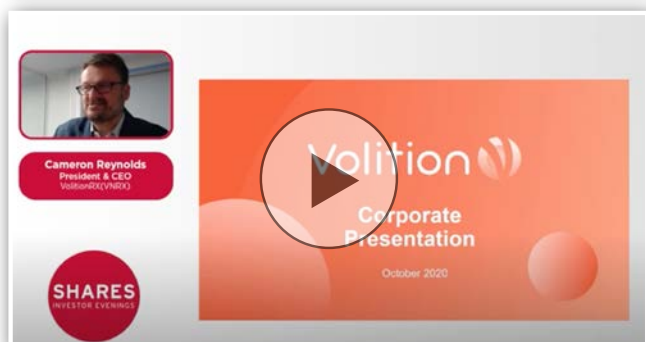 Cameron Reynolds
President & CEO
VolitionRX(VNRX)
SHARES
INVESTOR EVENINGS
Volition
Corporate
Presentation
October 2020